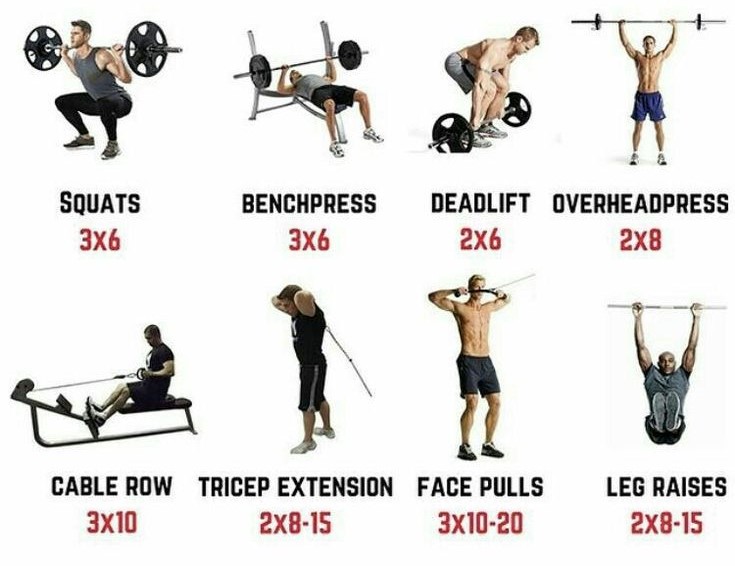 SQUATS
3X6
BENCHPRESS
3X6
DEADLIFT
2X6
OVERHEADPRESS
2X8
CABLE ROW
3X10
TRICEP EXTENSION
2X8-15
FACE PULLS
3X10-20
LEG RAISES
2X8-15